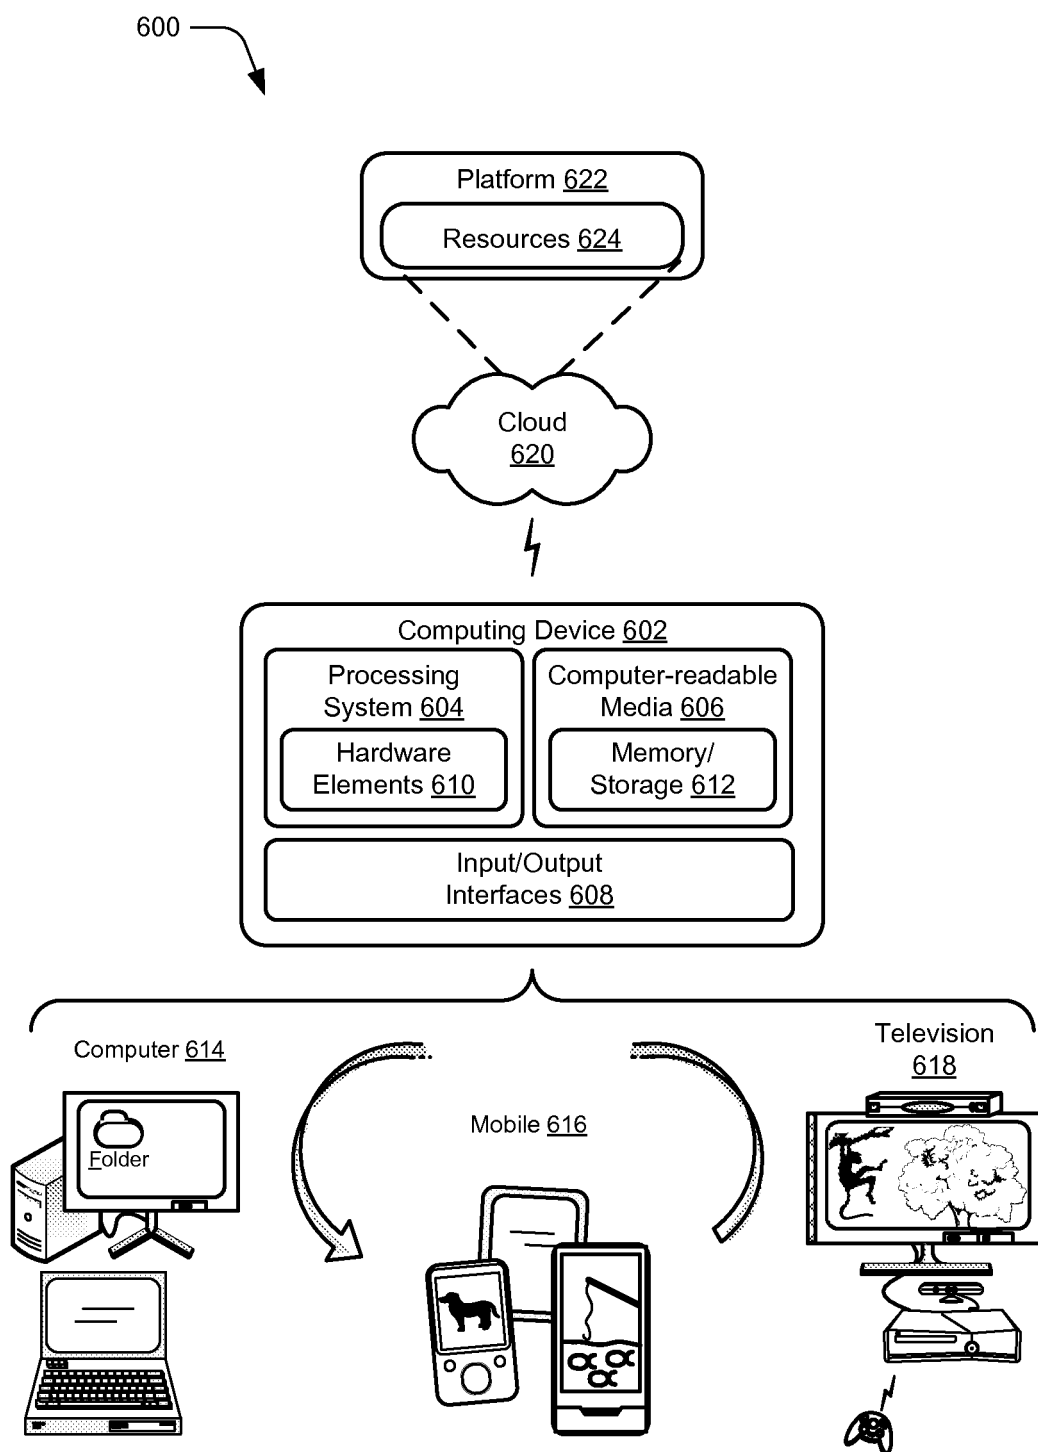 600
Platform 622
Resources 624
Cloud
620
Computing Device 602
Processing
System 604
Hardware
Elements 610
Computer-readable
Media 606
Memory/
Storage 612
Input/Output
Interfaces 608
Computer 614
Folder
Mobile 616
Television
618